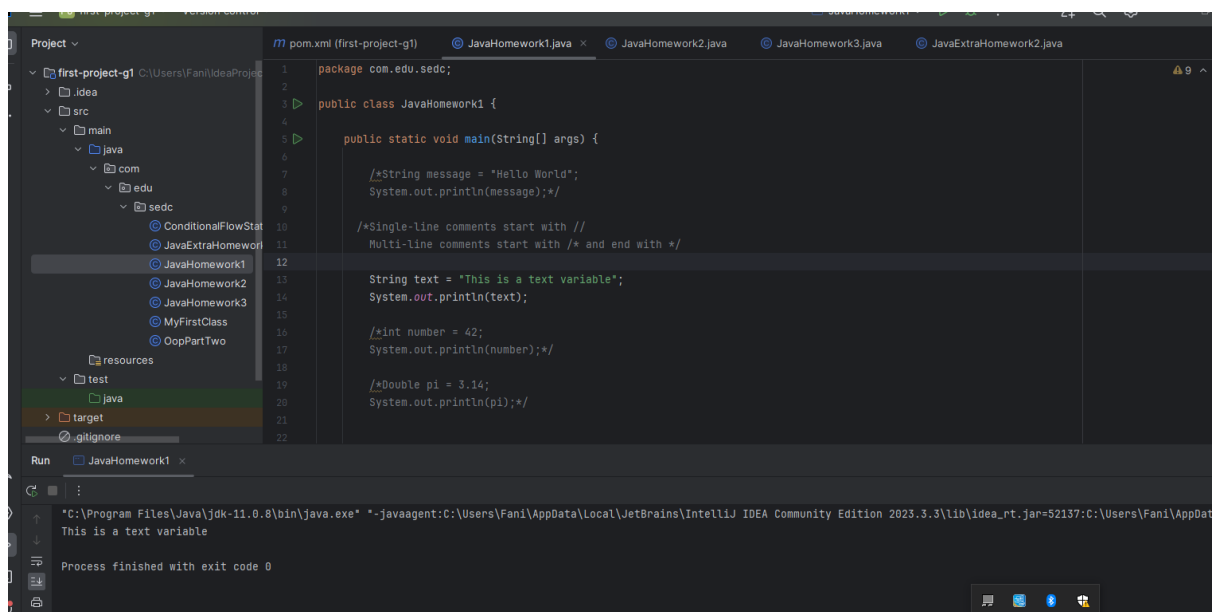 Project
first-project-g1 C:\Users\Fani\IdeaProjec
.idea
src
main
java
com
edu
sedc
ConditionalFlowStat
JavaExtraHomework
JavaHomework1
JavaHomework2
JavaHomework3
MyFirstClass
OopPartTwo
resources
test
java
target
.gitignore
m pom.xml (first-project-g1) JavaHomework1.java JavaHomework2.java JavaHomework3.java JavaExtraHomework2.java
9
1 package com.edu.sedc;
2
3 public class JavaHomework1 {
4
5 public static void main(String[] args) {
6
7 /*String message = "Hello World";
8 System.out.println(message);*/
9
10 /*Single-line comments start with //
11 Multi-line comments start with /* and end with */
12
13 String text = "This is a text variable";
14 System.out.println(text);
15
16 /*int number = 42;
17 System.out.println(number);*/
18
19 /*Double pi = 3.14;
20 System.out.println(pi);*/
21
22
Run JavaHomework1
"C:\Program Files\Java\jdk-11.0.8\bin\java.exe" "-javaagent:C:\Users\Fani\AppData\Local\JetBrains\IntelliJ IDEA Community Edition 2023.3.3\lib\idea_rt.jar=52137:C:\Users\Fani\AppDat
This is a text variable
Process finished with exit code 0